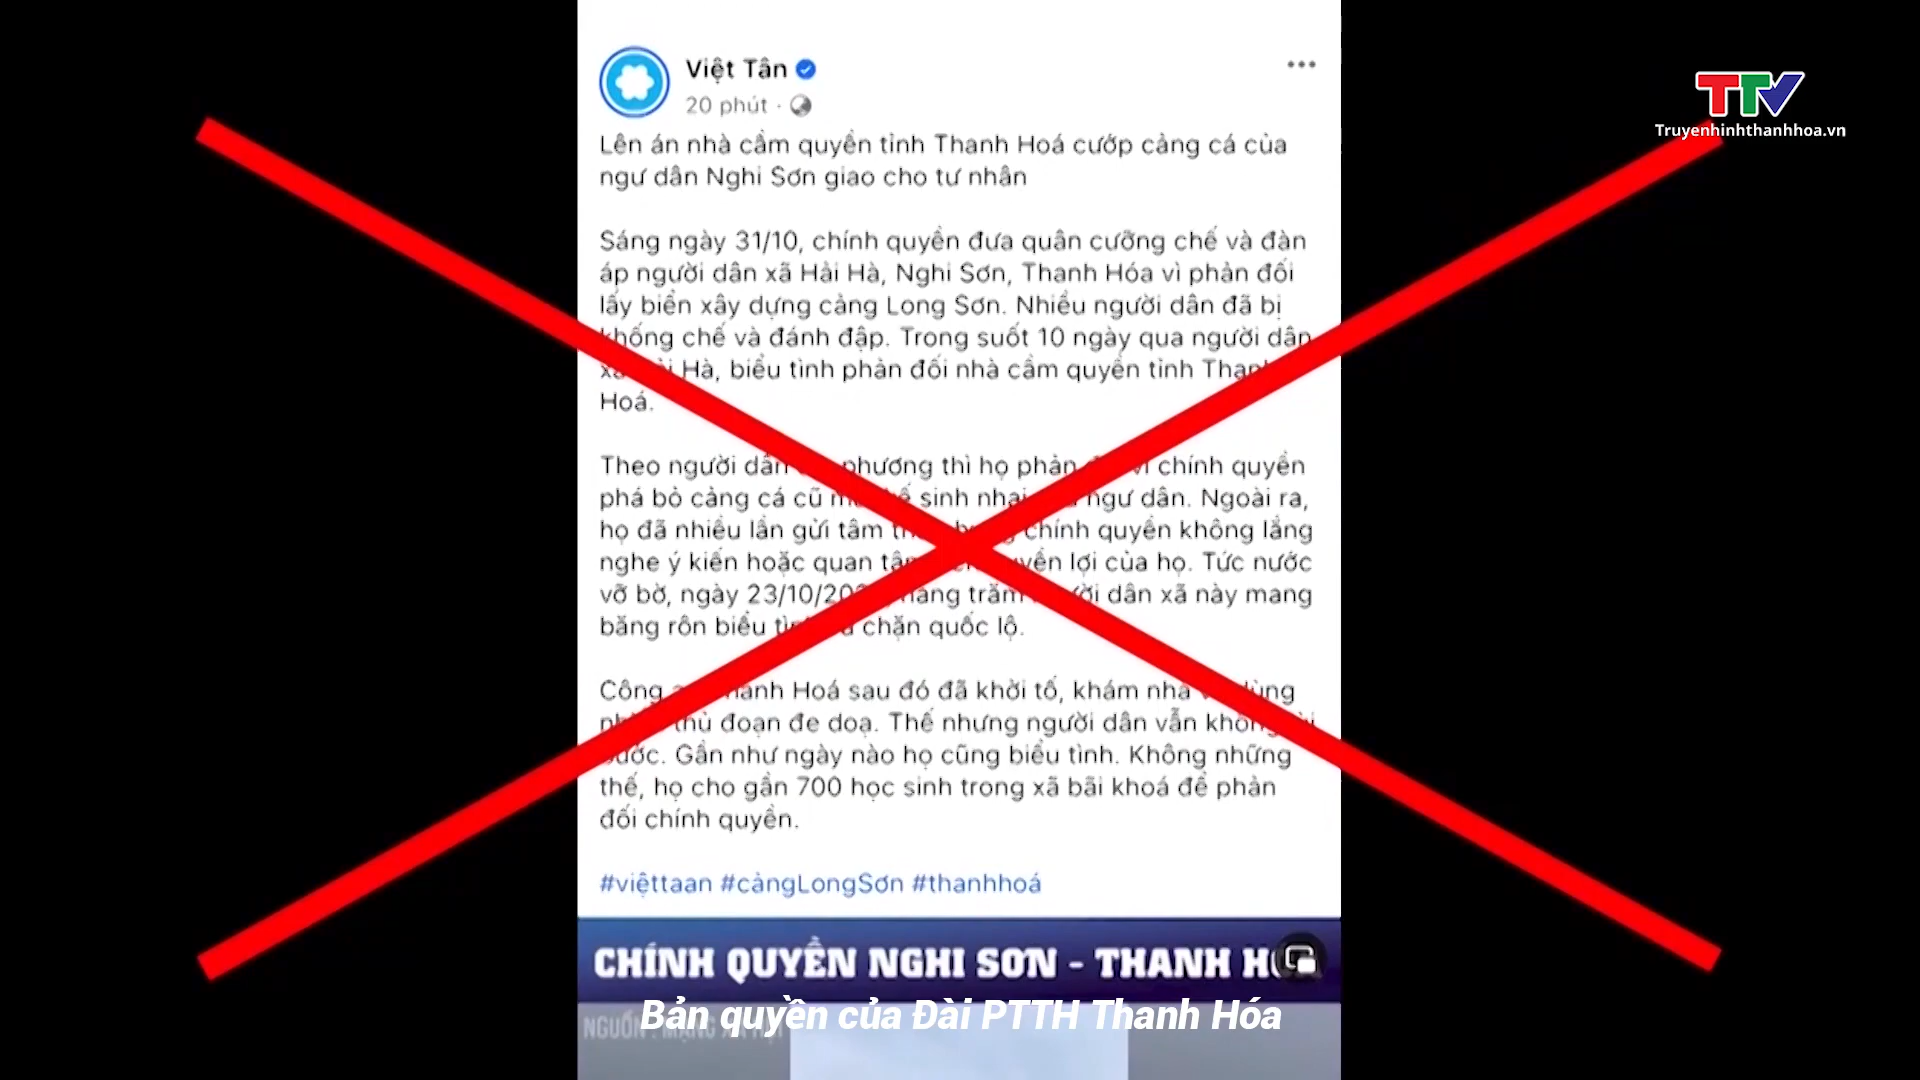 Việt Tân
20 phút ·
TTV
Truyenhinhthanhhoa.vn
Lên án nhà cầm quyền tỉnh Thanh Hoá cướp cảng cá của
ngư dân Nghi Sơn giao cho tư nhân
Sáng ngày 31/10, chính quyền đưa quân cưỡng chế và đàn
áp người dân xã Hải Hà, Nghi Sơn, Thanh Hóa vì phản đối
lấy biển xây dựng cảng Long Sơn. Nhiều người dân đã bị
khống chế và đánh đập. Trong suốt 10 ngày qua người dân
Hà, biểu tình phản đối nhà cầm quyền tỉnh Thanh
Hoá.
Theo người dân phương thì họ phản chính quyền
phá bỏ cảng cá cũ sinh nhai ngư dân. Ngoài ra,
họ đã nhiều lần gửi tâm chính quyền không lắng
nghe ý kiến hoặc quan lợi của họ. Tức nước
vỡ bờ, ngày trăm dân xã này mang
băng rôn biểu chặn quốc lộ.
Công Hoá sau đó đã khởi tố, khám nhà
thủ đoạn đe doạ. Thế nhưng người dân vẫn
Gần như ngày nào họ cũng biểu tình. Không những
thế, họ cho gần 700 học sinh trong xã bãi khoá để phản
đối chính quyền.
#việttaan #cảngLongSơn #thanhhoá
CHÍNH QUYỀN NGHI SƠN - THANH
Bản quyền của Đài PTTH Thanh Hóa
NGUỒN: MẠNG XÃ HỘI